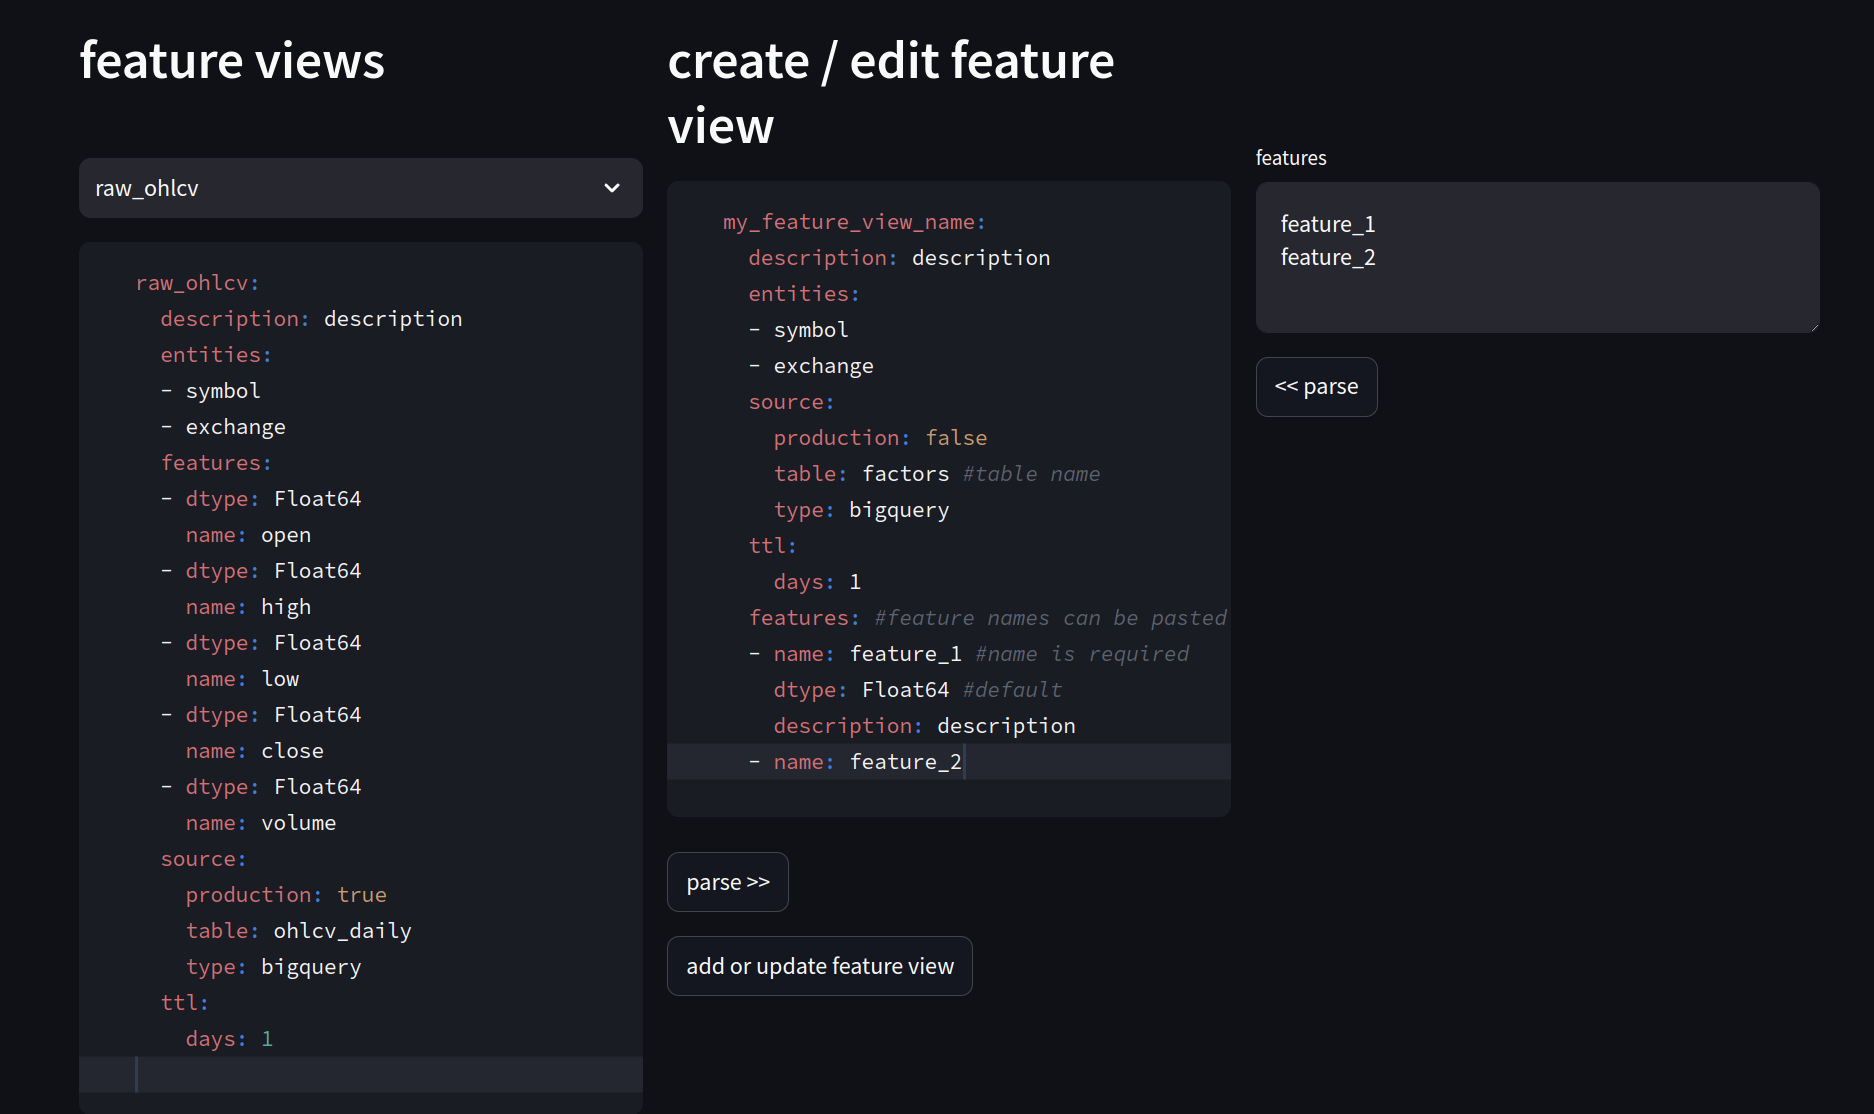 feature views
raw_ohlcv
raw_ohlcv:
  description: description
  entities:
  - symbol
  - exchange
  features:
  - dtype: Float64
    name: open
  - dtype: Float64
    name: high
  - dtype: Float64
    name: low
  - dtype: Float64
    name: close
  - dtype: Float64
    name: volume
  source:
    production: true
    table: ohlcv_daily
    type: bigquery
  ttl:
    days: 1
create / edit feature
view
my_feature_view_name:
  description: description
  entities:
  - symbol
  - exchange
  source:
    production: false
    table: factors #table name
    type: bigquery
  ttl:
    days: 1
  features: #feature names can be pasted
  - name: feature_1 #name is required
    dtype: Float64 #default
    description: description
  - name: feature_2
parse >>
add or update feature view
features
feature_1
feature_2
<< parse